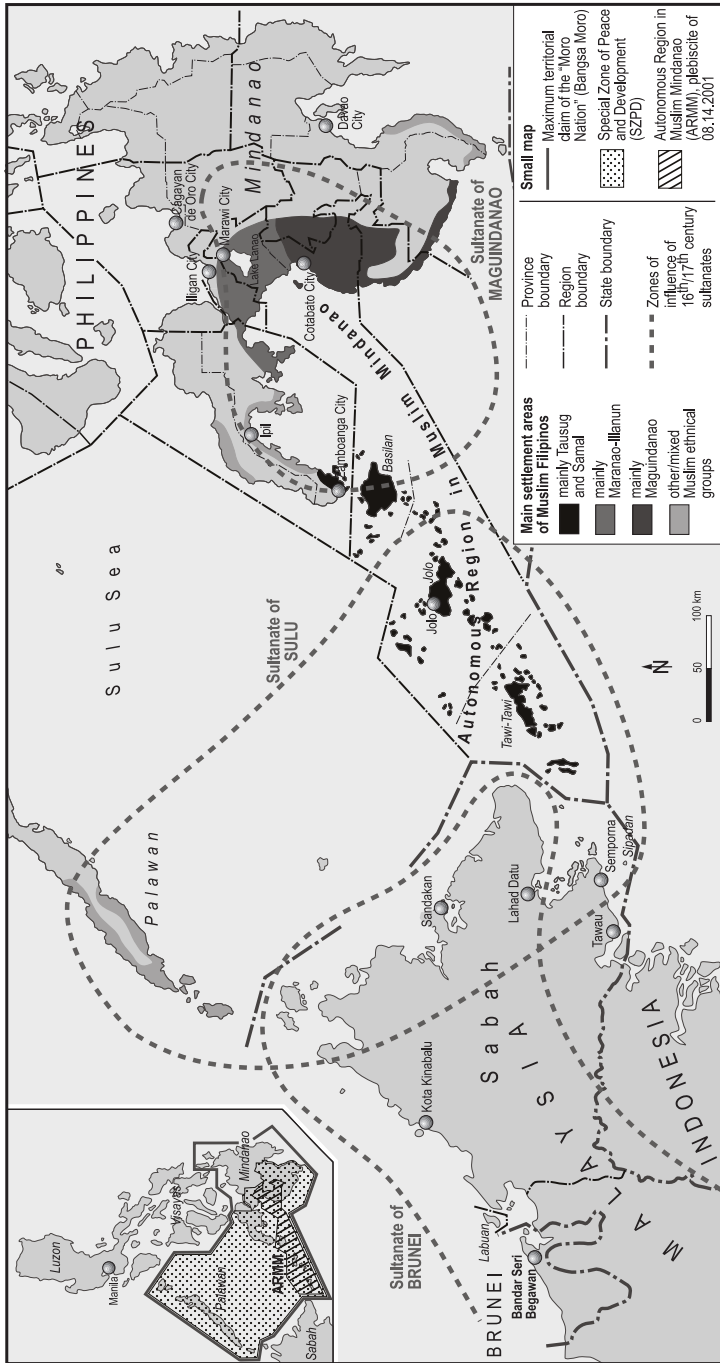 Luzon
Manila
Visayas
Palawan
Mindanao
ARMM
Sabah
PHILIPPINES
Sulu Sea
Palawan
Mindanao
Cagayan
de Oro City
Illigan City
Marawi City
Lake Lanao
Davao
City
Cotabato City
Ipil
Zamboanga City
Basilan
Sultanate of
SULU
Sultanate of
MAGUINDANAO
Autonomous Region in Muslim Mindanao
Jolo
Jolo
Tawi-Tawi
Sandakan
Lahad Datu
Semporna
Sipadan
Tawau
Kota Kinabalu
Sabah
MALAYSIA
INDONESIA
Sultanate of
BRUNEI
Labuan
BRUNEI
Bandar Seri
Begawan
N
0 50 100 km
Main settlement areas
of Muslim Filipinos
mainly Tausug
and Samal
mainly
Maranao-Illanun
mainly
Maguindanao
other/mixed
Muslim ethnical
groups
Province
boundary
Region
boundary
State boundary
Zones of
influence of
16th/17th century
sultanates
Small map
Maximum territorial
claim of the “Moro
Nation” (Bangsa Moro)
Special Zone of Peace
and Development
(SZPD)
Autonomous Region in
Muslim Mindanao
(ARMM), plebiscite of
08.14.2001